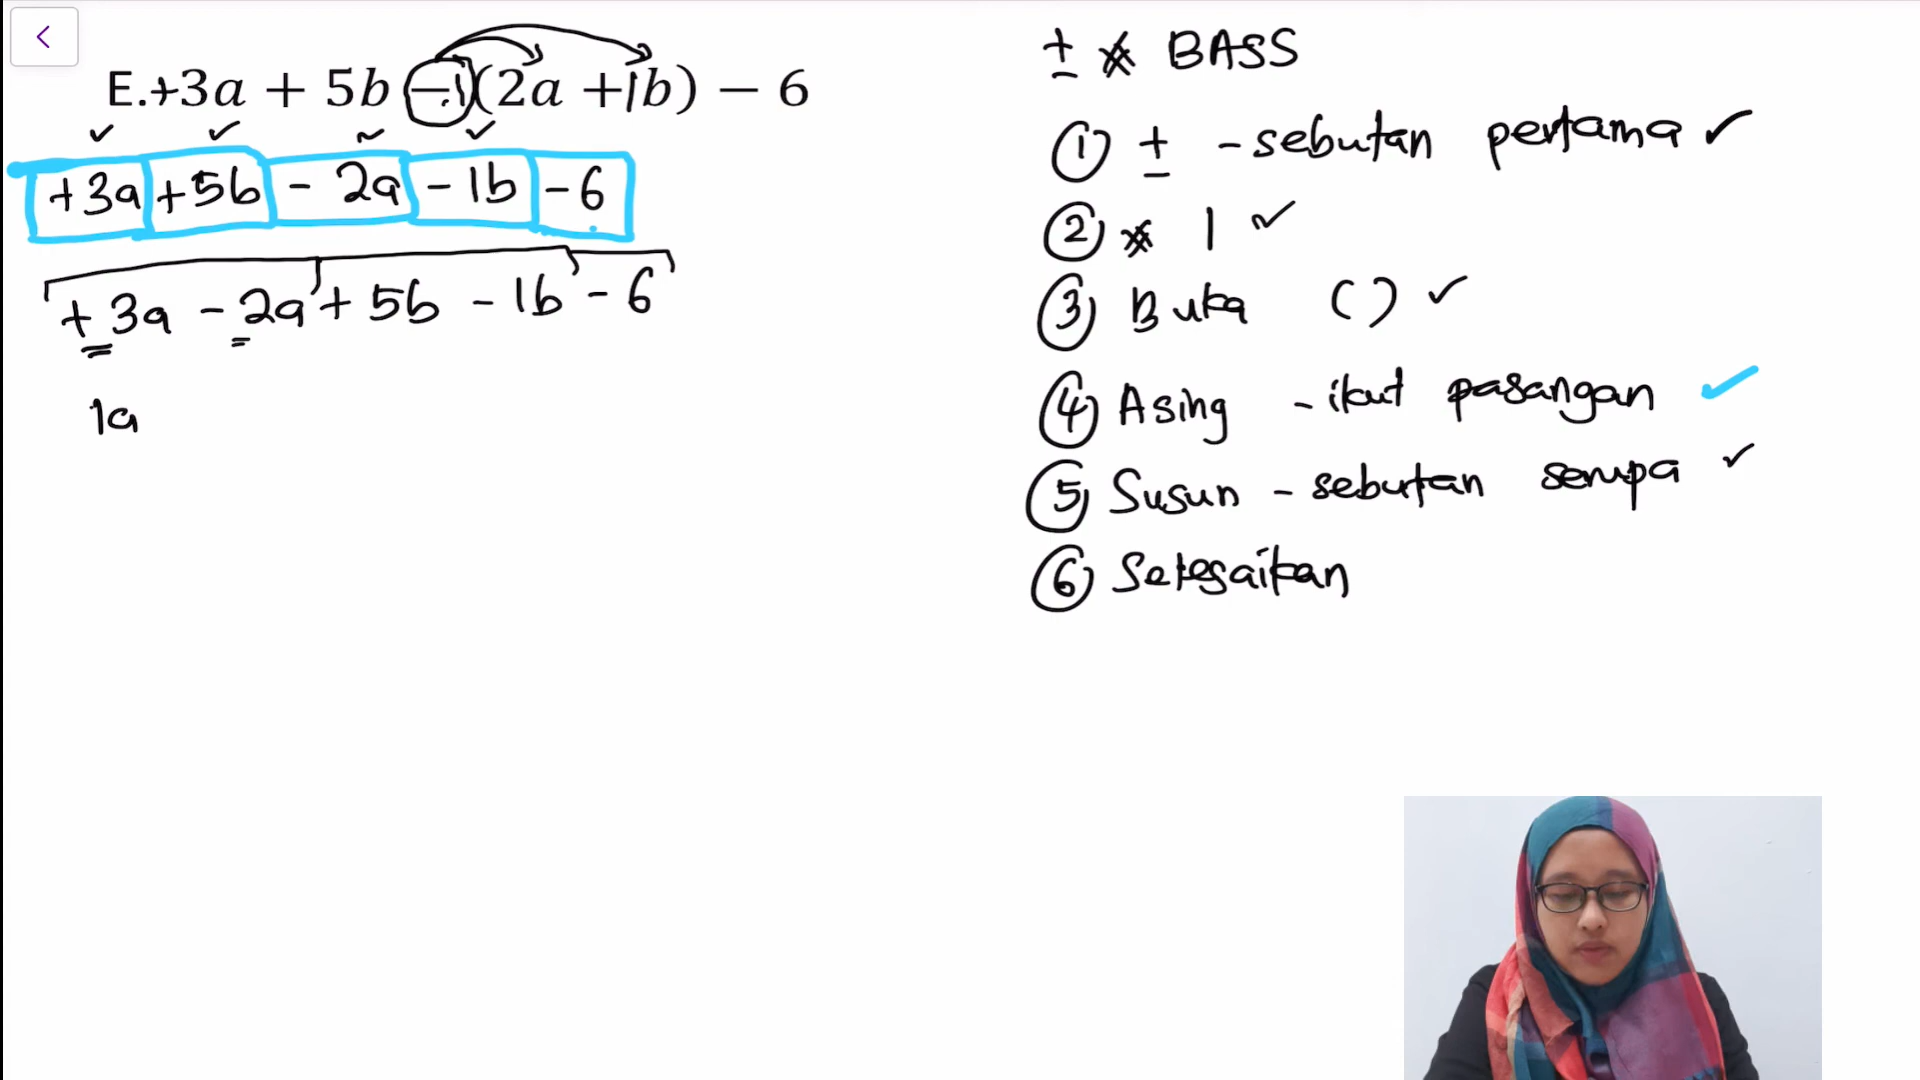 E.+3a + 5b −1(2a +1b) − 6
+3a +5b - 2a - 1b - 6
+ 3a - 2a + 5b - 1b - 6
1a
± * BASS
① ± - sebutan pertama ✓
② * 1 ✓
③ Buka ( ) ✓
④ Asing - ikut pasangan ✓
⑤ Susun - sebutan serupa ✓
⑥ Selesaikan